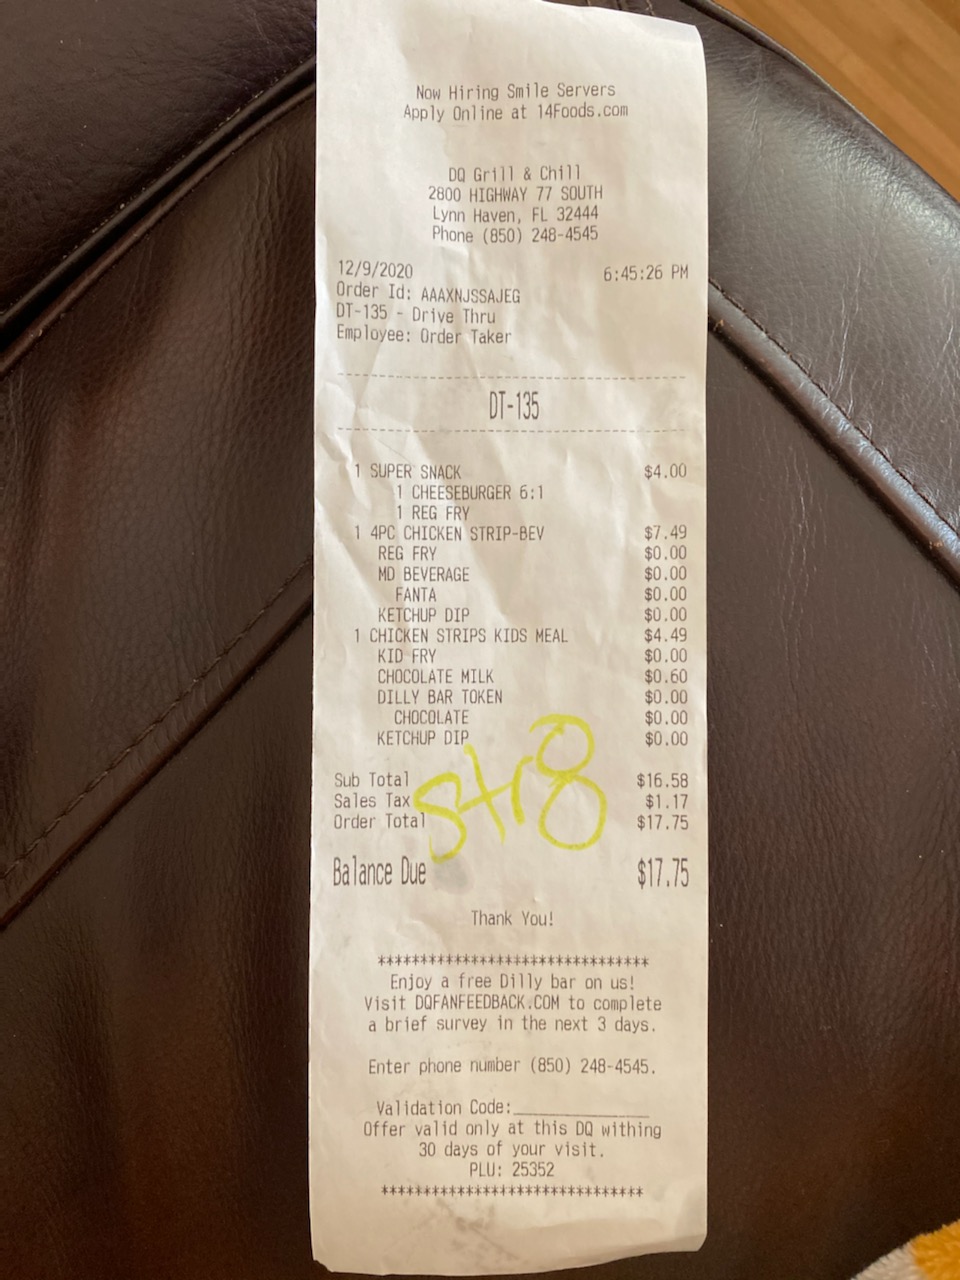 Now Hiring Smile Servers
Apply Online at 14Foods.com
DQ Grill & Chill
2800 HIGHWAY 77 SOUTH
Lynn Haven, FL 32444
Phone (850) 248-4545
12/9/2020 6:45:26 PM
Order Id: AAAXNJSSAJEG
DT-135 - Drive Thru
Employee: Order Taker
DT-135
1 SUPER SNACK $4.00
1 CHEESEBURGER 6:1
1 REG FRY
1 4PC CHICKEN STRIP-BEV $7.49
REG FRY $0.00
MD BEVERAGE $0.00
FANTA $0.00
KETCHUP DIP $0.00
1 CHICKEN STRIPS KIDS MEAL $4.49
KID FRY $0.00
CHOCOLATE MILK $0.60
DILLY BAR TOKEN $0.00
CHOCOLATE $0.00
KETCHUP DIP $0.00
str8
Sub Total $16.58
Sales Tax $1.17
Order Total $17.75
Balance Due $17.75
Thank You!
********************************
Enjoy a free Dilly bar on us!
Visit DQFANFEEDBACK.COM to complete
a brief survey in the next 3 days.
Enter phone number (850) 248-4545.
Validation Code:_____________
Offer valid only at this DQ withing
30 days of your visit.
PLU: 25352
*******************************